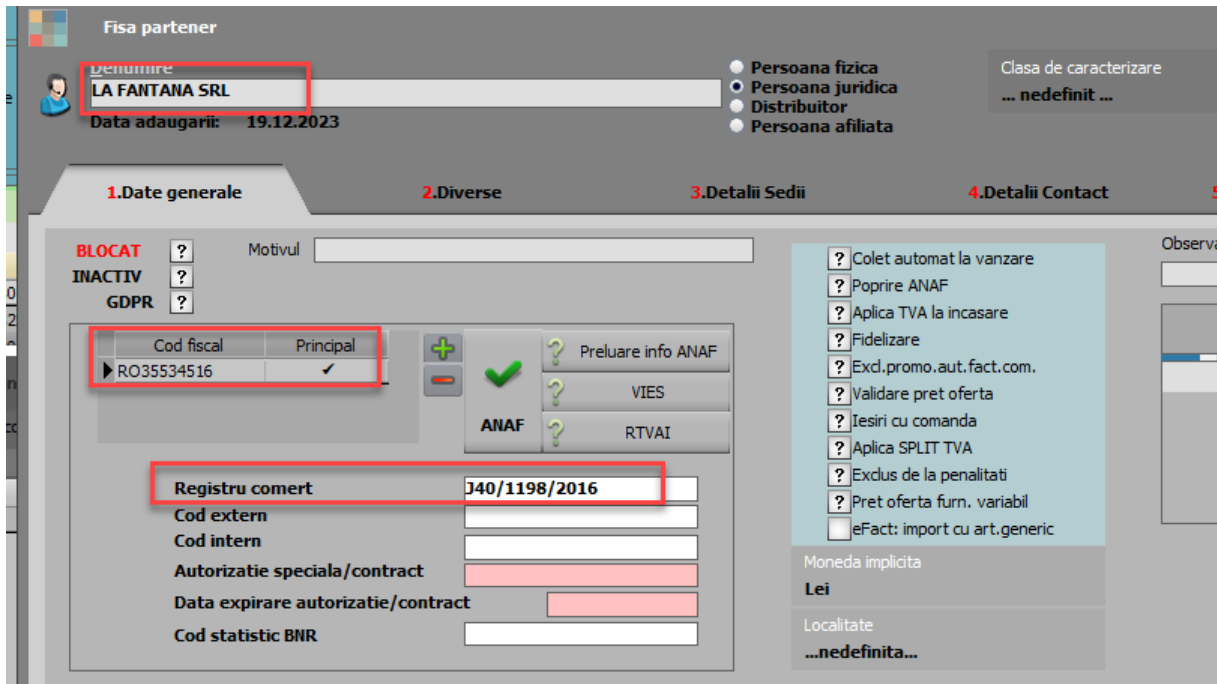 Fisa partener
Denumire
LA FANTANA SRL
Data adaugarii: 19.12.2023
Persoana fizica
Persoana juridica
Distribuitor
Persoana afiliata
Clasa de caracterizare
... nedefinit ...
1.Date generale
2.Diverse
3.Detalii Sedii
4.Detalii Contact
5
BLOCAT ?
INACTIV ?
GDPR ?
Motivul
Cod fiscal Principal
RO35534516 ✔
ANAF
? Preluare info ANAF
? VIES
? RTVAI
Registru comert J40/1198/2016
Cod extern
Cod intern
Autorizatie speciala/contract
Data expirare autorizatie/contract
Cod statistic BNR
? Colet automat la vanzare
? Poprire ANAF
? Aplica TVA la incasare
? Fidelizare
? Excl.promo.aut.fact.com.
? Validare pret oferta
? Iesiri cu comanda
? Aplica SPLIT TVA
? Exclus de la penalitati
? Pret oferta furn. variabil
eFact: import cu art.generic
Moneda implicita
Lei
Localitate
...nedefinita...
Observa